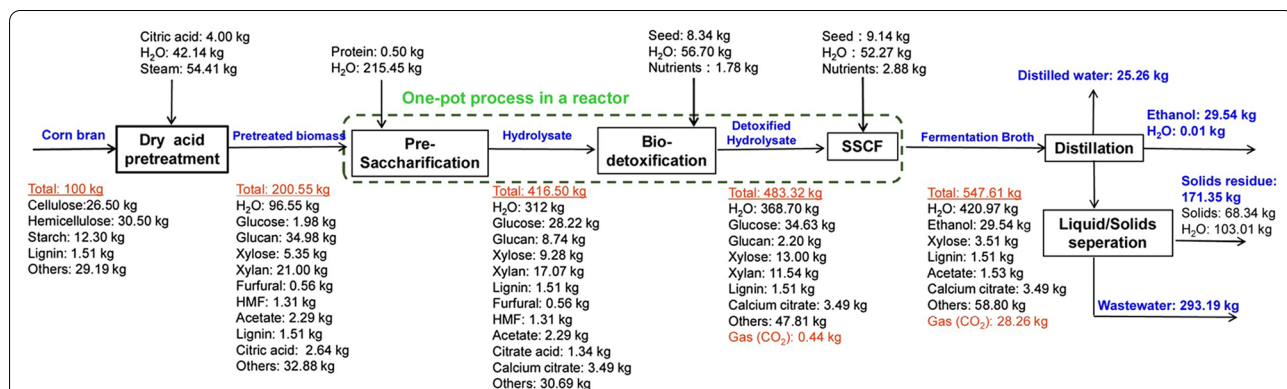 Citric acid: 4.00 kg
H₂O: 42.14 kg
Steam: 54.41 kg
Protein: 0.50 kg
H₂O: 215.45 kg
Seed: 8.34 kg
H₂O: 56.70 kg
Nutrients : 1.78 kg
Seed : 9.14 kg
H₂O : 52.27 kg
Nutrients: 2.88 kg
One-pot process in a reactor
Distilled water: 25.26 kg
Corn bran
Dry acid
pretreatment
Pretreated biomass
Pre-
Saccharification
Hydrolysate
Bio-
detoxification
Detoxified
Hydrolysate
SSCF
Fermentation Broth
Distillation
Ethanol: 29.54 kg
H₂O: 0.01 kg
Total: 100 kg
Cellulose:26.50 kg
Hemicellulose: 30.50 kg
Starch: 12.30 kg
Lignin: 1.51 kg
Others: 29.19 kg
Total: 200.55 kg
H₂O: 96.55 kg
Glucose: 1.98 kg
Glucan: 34.98 kg
Xylose: 5.35 kg
Xylan: 21.00 kg
Furfural: 0.56 kg
HMF: 1.31 kg
Acetate: 2.29 kg
Lignin: 1.51 kg
Citric acid: 2.64 kg
Others: 32.88 kg
Total: 416.50 kg
H₂O: 312 kg
Glucose: 28.22 kg
Glucan: 8.74 kg
Xylose: 9.28 kg
Xylan: 17.07 kg
Lignin: 1.51 kg
Furfural: 0.56 kg
HMF: 1.31 kg
Acetate: 2.29 kg
Citrate acid: 1.34 kg
Calcium citrate: 3.49 kg
Others: 30.69 kg
Total: 483.32 kg
H₂O: 368.70 kg
Glucose: 34.63 kg
Glucan: 2.20 kg
Xylose: 13.00 kg
Xylan: 11.54 kg
Lignin: 1.51 kg
Calcium citrate: 3.49 kg
Others: 47.81 kg
Gas (CO₂): 0.44 kg
Total: 547.61 kg
H₂O: 420.97 kg
Ethanol: 29.54 kg
Xylose: 3.51 kg
Lignin: 1.51 kg
Acetate: 1.53 kg
Calcium citrate: 3.49 kg
Others: 58.80 kg
Gas (CO₂): 28.26 kg
Liquid/Solids
seperation
Solids residue:
171.35 kg
Solids: 68.34 kg
H₂O: 103.01 kg
Wastewater: 293.19 kg